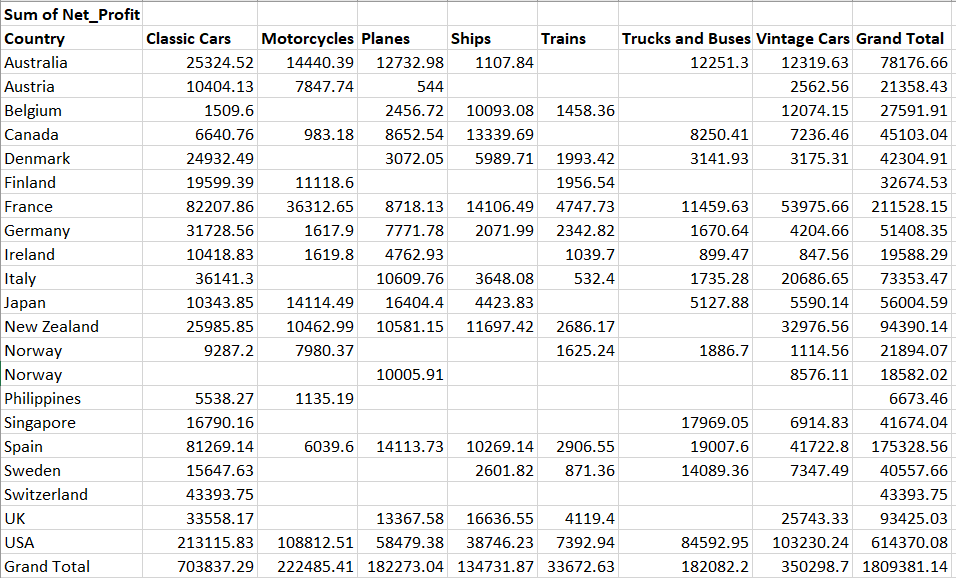 Sum of Net_Profit
Country Classic Cars Motorcycles Planes Ships Trains Trucks and Buses Vintage Cars Grand Total
Australia 25324.52 14440.39 12732.98 1107.84 12251.3 12319.63 78176.66
Austria 10404.13 7847.74 544 2562.56 21358.43
Belgium 1509.6 2456.72 10093.08 1458.36 12074.15 27591.91
Canada 6640.76 983.18 8652.54 13339.69 8250.41 7236.46 45103.04
Denmark 24932.49 3072.05 5989.71 1993.42 3141.93 3175.31 42304.91
Finland 19599.39 11118.6 1956.54 32674.53
France 82207.86 36312.65 8718.13 14106.49 4747.73 11459.63 53975.66 211528.15
Germany 31728.56 1617.9 7771.78 2071.99 2342.82 1670.64 4204.66 51408.35
Ireland 10418.83 1619.8 4762.93 1039.7 899.47 847.56 19588.29
Italy 36141.3 10609.76 3648.08 532.4 1735.28 20686.65 73353.47
Japan 10343.85 14114.49 16404.4 4423.83 5127.88 5590.14 56004.59
New Zealand 25985.85 10462.99 10581.15 11697.42 2686.17 32976.56 94390.14
Norway 9287.2 7980.37 1625.24 1886.7 1114.56 21894.07
Norway 10005.91 8576.11 18582.02
Philippines 5538.27 1135.19 6673.46
Singapore 16790.16 17969.05 6914.83 41674.04
Spain 81269.14 6039.6 14113.73 10269.14 2906.55 19007.6 41722.8 175328.56
Sweden 15647.63 2601.82 871.36 14089.36 7347.49 40557.66
Switzerland 43393.75 43393.75
UK 33558.17 13367.58 16636.55 4119.4 25743.33 93425.03
USA 213115.83 108812.51 58479.38 38746.23 7392.94 84592.95 103230.24 614370.08
Grand Total 703837.29 222485.41 182273.04 134731.87 33672.63 182082.2 350298.7 1809381.14